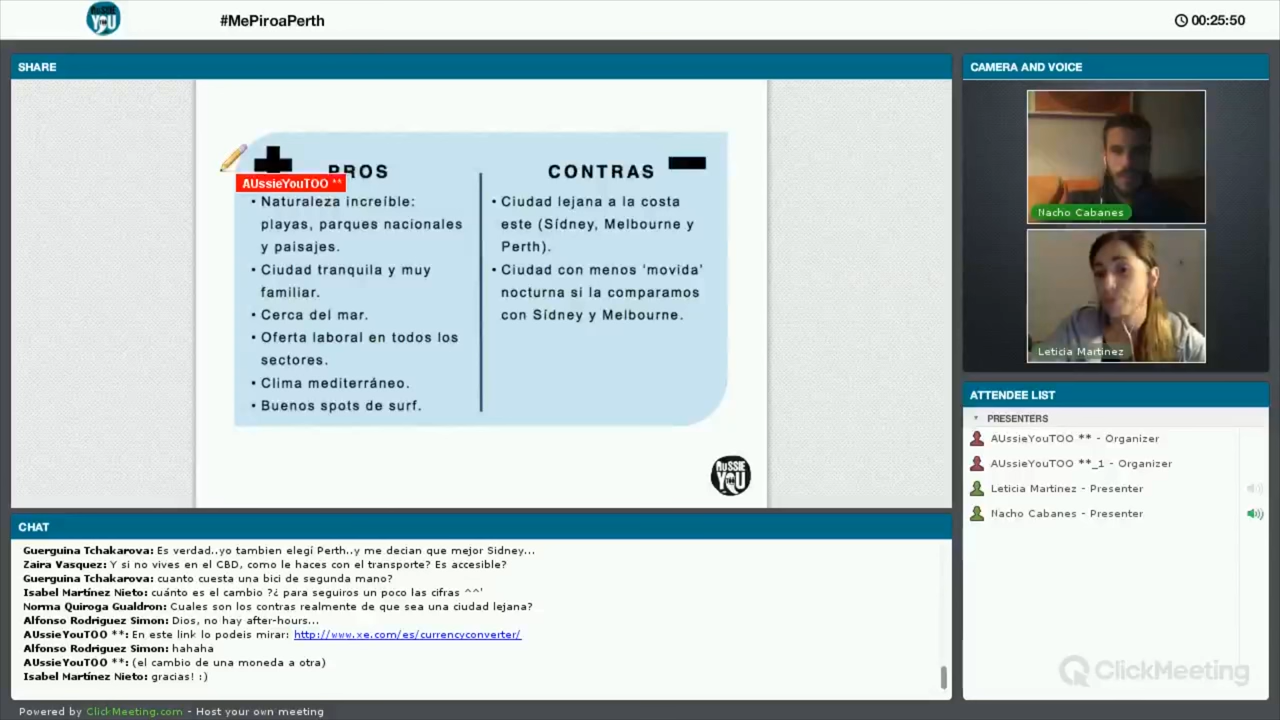 AUSSIE
YOU
#MePiroaPerth
00:25:50
SHARE
CAMERA AND VOICE
PROS
CONTRAS
AUssieYouTOO **
• Naturaleza increíble:
playas, parques nacionales
y paisajes.
• Ciudad tranquila y muy
familiar.
• Cerca del mar.
• Oferta laboral en todos los
sectores.
• Clima mediterráneo.
• Buenos spots de surf.
• Ciudad lejana a la costa
este (Sídney, Melbourne y
Perth).
• Ciudad con menos ‘movida’
nocturna si la comparamos
con Sídney y Melbourne.
AUSSIE
YOU
Nacho Cabanes
Leticia Martinez
ATTENDEE LIST
PRESENTERS
AUssieYouTOO ** - Organizer
AUssieYouTOO **_1 - Organizer
Leticia Martinez - Presenter
Nacho Cabanes - Presenter
CHAT
Guerguina Tchakarova: Es verdad..yo tambien elegí Perth..y me decian que mejor Sidney...
Zaira Vasquez: Y si no vives en el CBD, como le haces con el transporte? Es accesible?
Guerguina Tchakarova: cuanto cuesta una bici de segunda mano?
Isabel Martínez Nieto: cuánto es el cambio ?¿ para seguiros un poco las cifras ^^'
Norma Quiroga Gualdron: Cuales son los contras realmente de que sea una ciudad lejana?
Alfonso Rodriguez Simon: Dios, no hay after-hours...
AUssieYouTOO **: En este link lo podeis mirar: http://www.xe.com/es/currencyconverter/
Alfonso Rodriguez Simon: hahaha
AUssieYouTOO **: (el cambio de una moneda a otra)
Isabel Martínez Nieto: gracias! :)
ClickMeeting
Powered by ClickMeeting.com - Host your own meeting